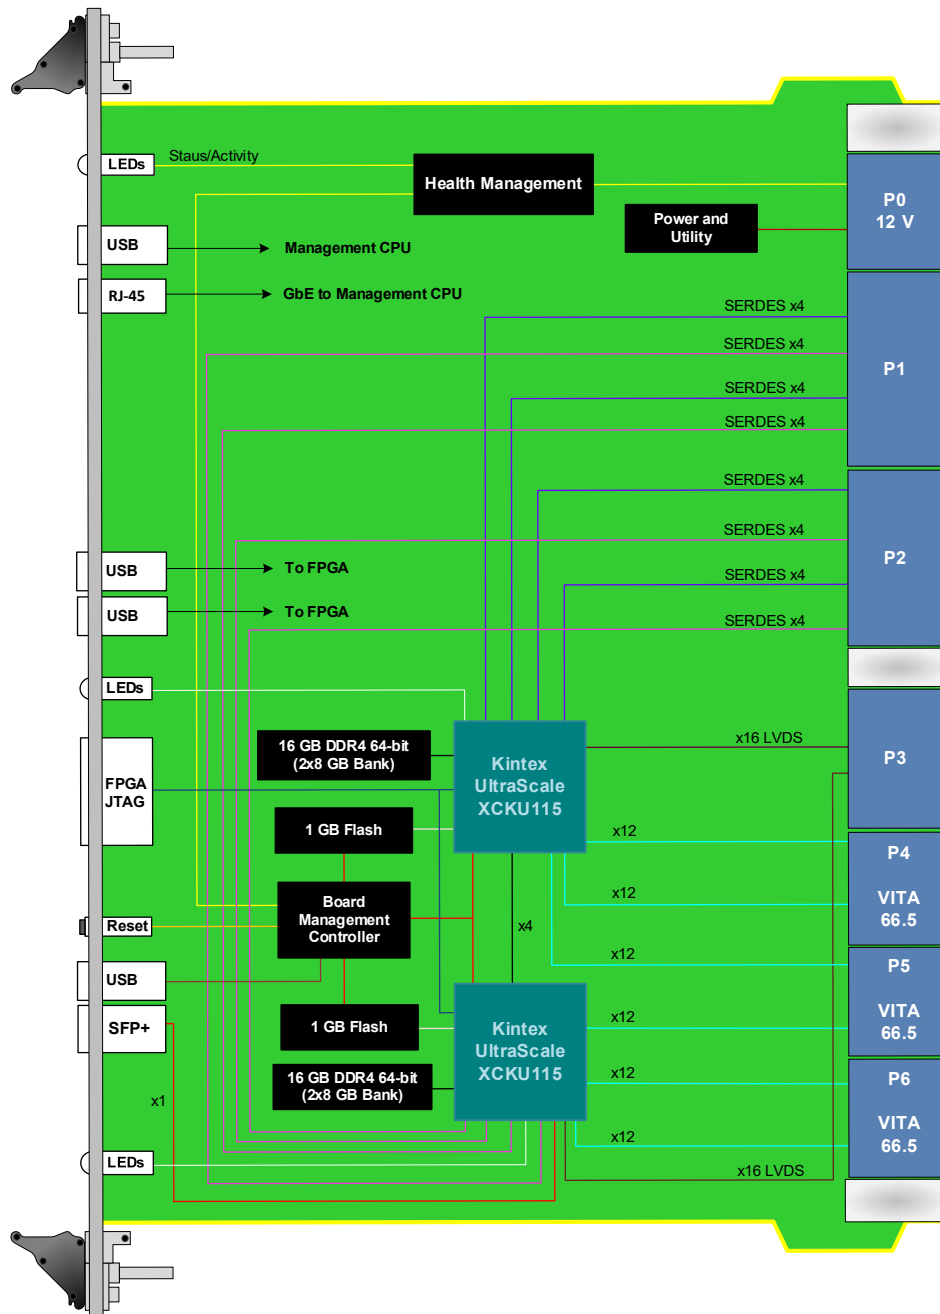 LEDs
Staus/Activity
Health Management
P0
12 V
Power and
Utility
USB
Management CPU
RJ-45
GbE to Management CPU
SERDES x4
SERDES x4
P1
SERDES x4
SERDES x4
SERDES x4
SERDES x4
P2
SERDES x4
SERDES x4
USB
To FPGA
USB
To FPGA
LEDs
16 GB DDR4 64-bit
(2x8 GB Bank)
Kintex
UltraScale
XCKU115
x16 LVDS
P3
FPGA
JTAG
1 GB Flash
x12
P4
VITA
66.5
x12
Board
Management
Controller
Reset
x4
x12
P5
VITA
66.5
USB
SFP+
1 GB Flash
Kintex
UltraScale
XCKU115
x12
16 GB DDR4 64-bit
(2x8 GB Bank)
x12
P6
VITA
66.5
x1
x12
LEDs
x16 LVDS